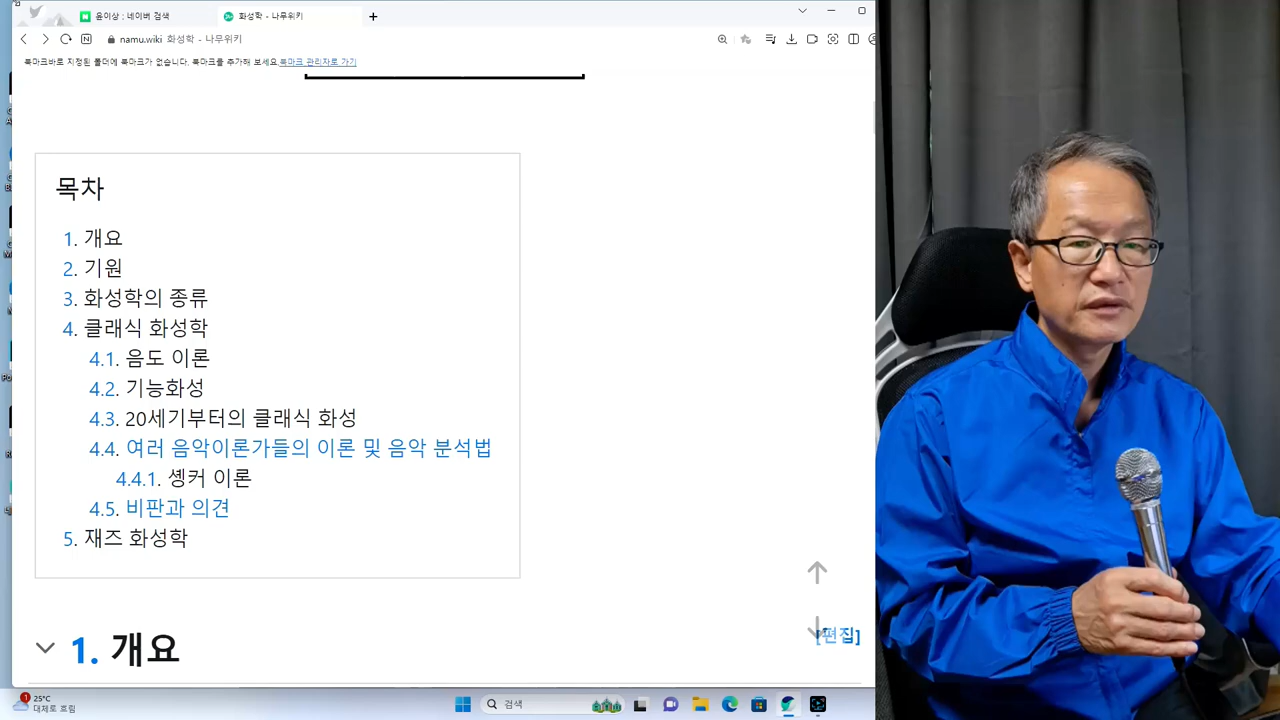 윤이상 : 네이버 검색
화성학 - 나무위키
namu.wiki 화성학 - 나무위키
북마크바로 지정된 폴더에 북마크가 없습니다. 북마크를 추가해 보세요.북마크 관리자로 가기
목차
1. 개요
2. 기원
3. 화성학의 종류
4. 클래식 화성학
4.1. 음도 이론
4.2. 기능화성
4.3. 20세기부터의 클래식 화성
4.4. 여러 음악이론가들의 이론 및 음악 분석법
4.4.1. 솅커 이론
4.5. 비판과 의견
5. 재즈 화성학
1. 개요
[편집]
1
25°C
대체로 흐림
검색